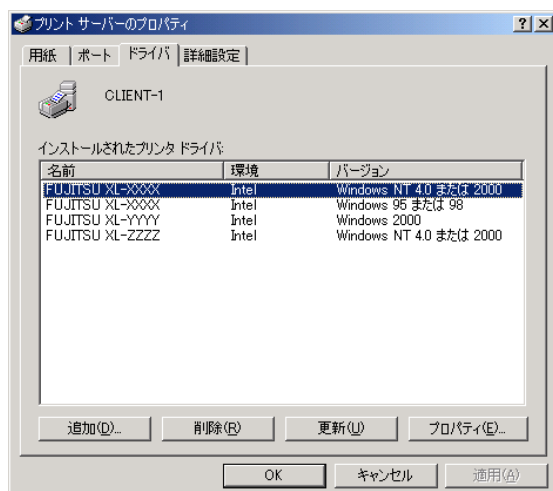 プリント サーバーのプロパティ
用紙 ポート ドライバ 詳細設定
CLIENT-1
インストールされたプリンタ ドライバ:
名前 環境 バージョン
FUJITSU XL-XXXX Intel Windows NT 4.0 または 2000
FUJITSU XL-XXXX Intel Windows 95 または 98
FUJITSU XL-YYYY Intel Windows 2000
FUJITSU XL-ZZZZ Intel Windows NT 4.0 または 2000
追加(D)... 削除(R) 更新(U) プロパティ(E)...
OK キャンセル 適用(A)